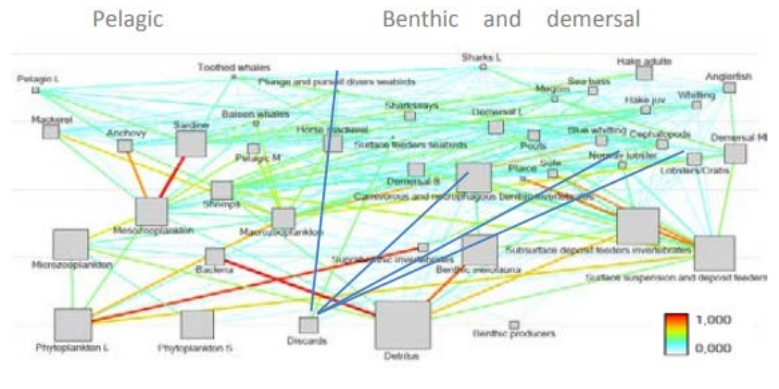 Pelagic
Benthic and demersal
Sharks L
Toothed whales
Hake adulte
Pelagic L
Plunge and pursuit divers seabirds
Sea bass
Anglerfish
Megrim
Whiting
Hake juv
Sharks/rays
Baleen whales
Mackerel
Sardine
Demersal L
Anchovy
Horse mackerel
Surface feeders seabirds
Blue whiting
Cephalopods
Pouts
Demersal M
Pelagic M
Norway lobster
Lobsters/Crabs
Plaice
Sole
Demersal S
Carnivorous and necrophagous benthic invertebrates
Shrimps
Mesozooplankton
Macrozooplankton
Subsurface deposit feeders invertebrates
Suprabenthic invertebrates
Microzooplankton
Bacteria
Benthic meiofauna
Surface suspension and deposit feeders
1,000
0,000
Phytoplankton L
Phytoplankton S
Discards
Detritus
Benthic producers